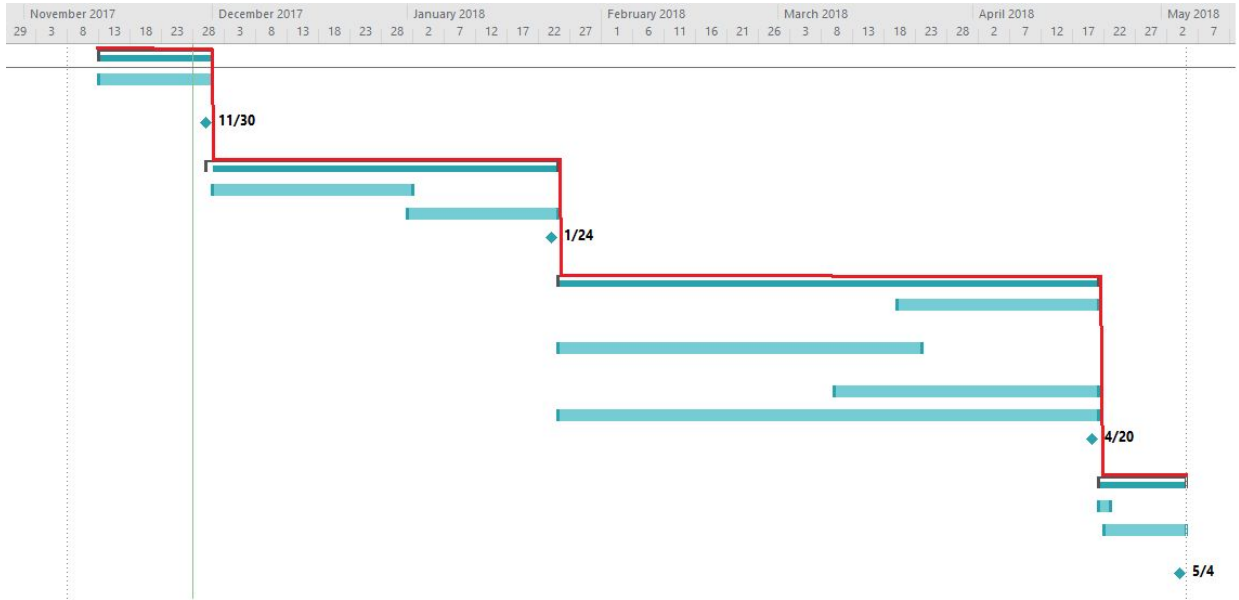 November 2017 December 2017 January 2018 February 2018 March 2018 April 2018 May 2018
29 3 8 13 18 23 28 3 8 13 18 23 28 2 7 12 17 22 27 1 6 11 16 21 26 3 8 13 18 23 28 2 7 12 17 22 27 2 7
11/30
1/24
4/20
5/4